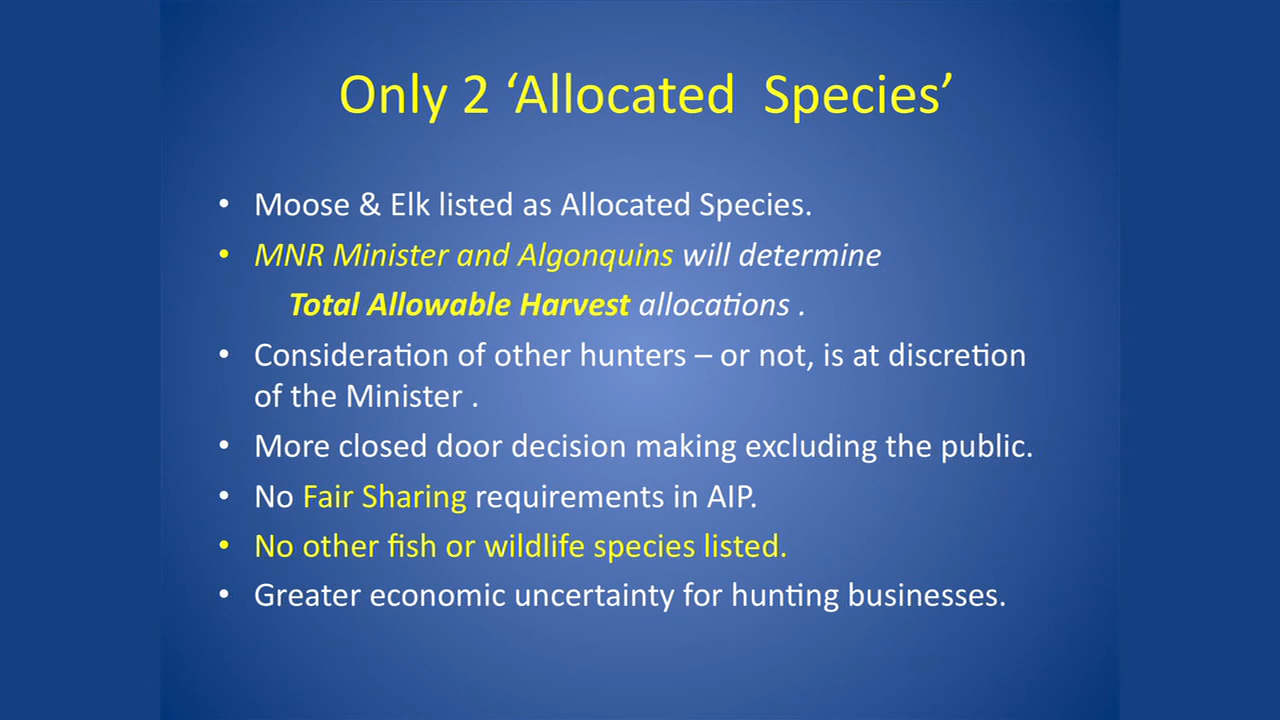 Only 2 ‘Allocated  Species’
• Moose & Elk listed as Allocated Species.
• MNR Minister and Algonquins will determine
Total Allowable Harvest allocations .
• Consideration of other hunters – or not, is at discretion
of the Minister .
• More closed door decision making excluding the public.
• No Fair Sharing requirements in AIP.
• No other fish or wildlife species listed.
• Greater economic uncertainty for hunting businesses.